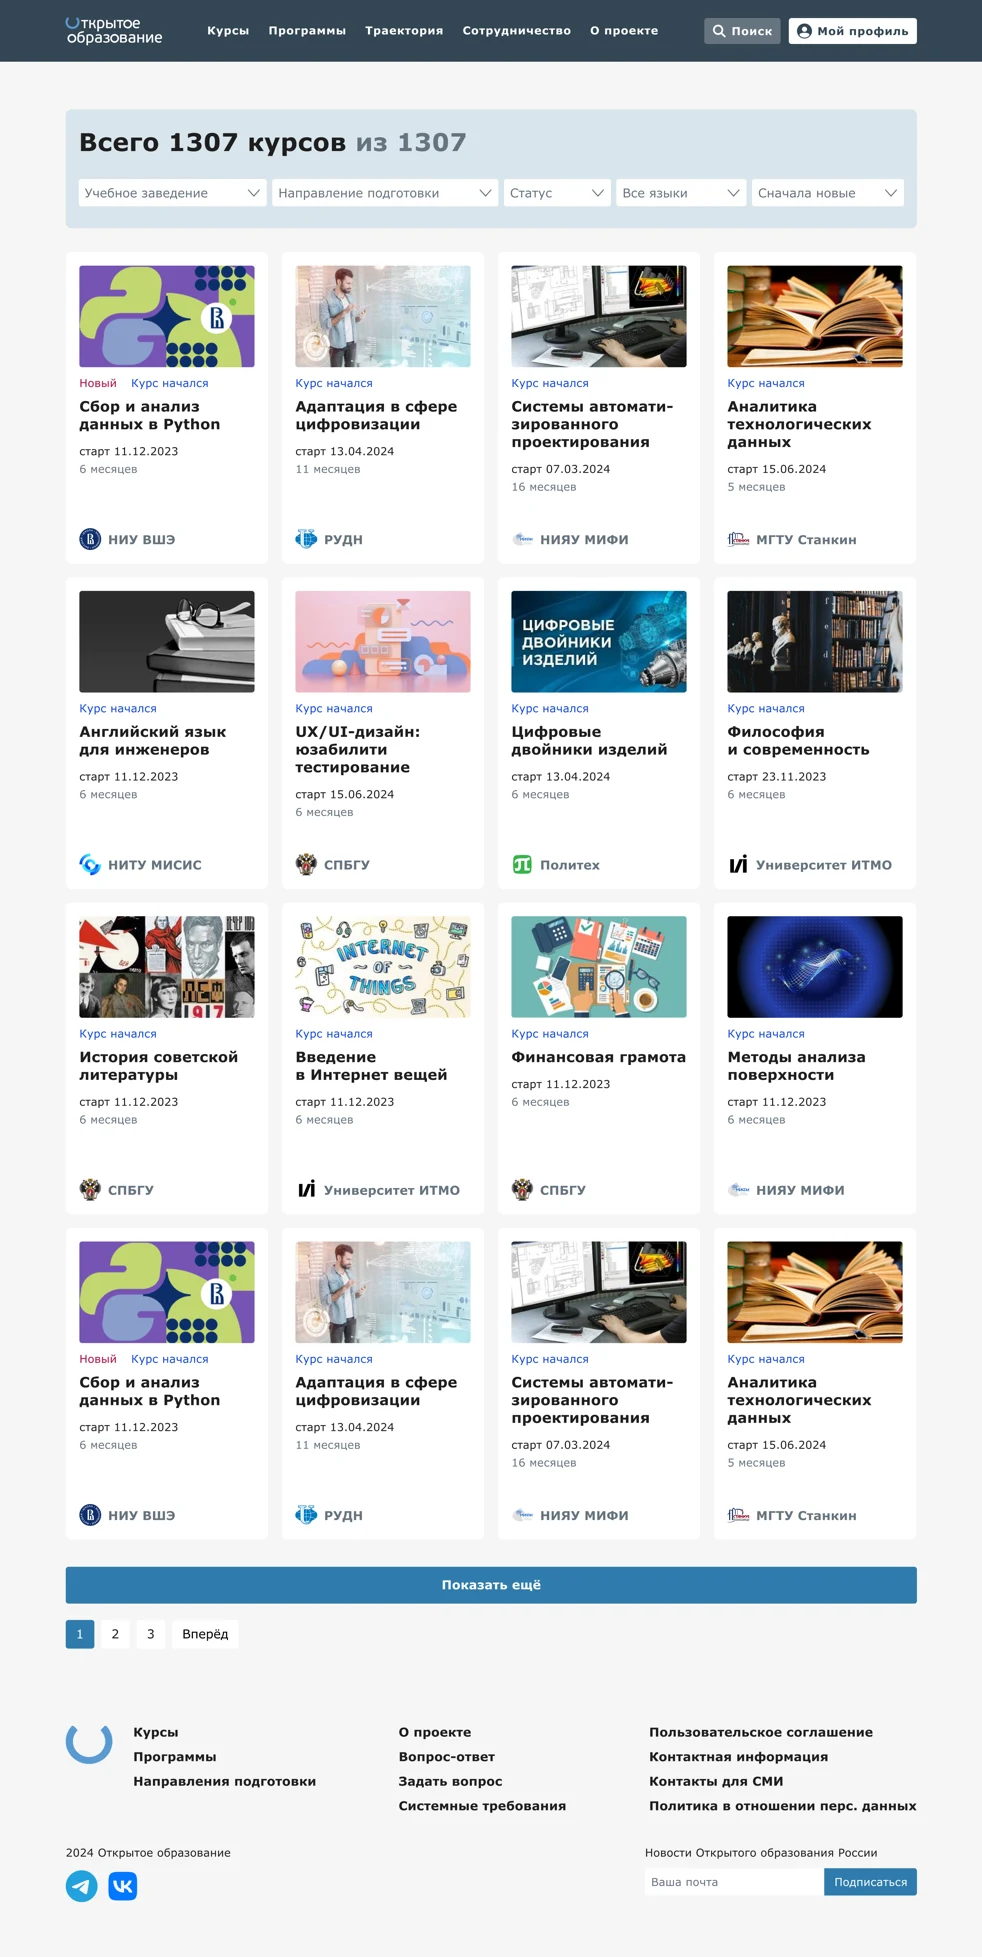 Открытое
образование
Курсы Программы Траектория Сотрудничество О проекте Поиск Мой профиль
Всего 1307 курсов из 1307
Учебное заведение Направление подготовки Статус Все языки Сначала новые
Новый Курс начался
Сбор и анализ
данных в Python
старт 11.12.2023
6 месяцев
НИУ ВШЭ
Курс начался
Адаптация в сфере
цифровизации
старт 13.04.2024
11 месяцев
РУДН
Курс начался
Системы автомати-
зированного
проектирования
старт 07.03.2024
16 месяцев
НИЯУ МИФИ
Курс начался
Аналитика
технологических
данных
старт 15.06.2024
5 месяцев
МГТУ Станкин
Курс начался
Английский язык
для инженеров
старт 11.12.2023
6 месяцев
НИТУ МИСИС
Курс начался
UX/UI-дизайн:
юзабилити
тестирование
старт 15.06.2024
6 месяцев
СПБГУ
ЦИФРОВЫЕ
ДВОЙНИКИ
ИЗДЕЛИЙ
Курс начался
Цифровые
двойники изделий
старт 13.04.2024
6 месяцев
Политех
Курс начался
Философия
и современность
старт 23.11.2023
6 месяцев
Университет ИТМО
1917
Курс начался
История советской
литературы
старт 11.12.2023
6 месяцев
СПБГУ
INTERNET
OF
THINGS
Курс начался
Введение
в Интернет вещей
старт 11.12.2023
6 месяцев
Университет ИТМО
Курс начался
Финансовая грамота
старт 11.12.2023
6 месяцев
СПБГУ
Курс начался
Методы анализа
поверхности
старт 11.12.2023
6 месяцев
НИЯУ МИФИ
Новый Курс начался
Сбор и анализ
данных в Python
старт 11.12.2023
6 месяцев
НИУ ВШЭ
Курс начался
Адаптация в сфере
цифровизации
старт 13.04.2024
11 месяцев
РУДН
Курс начался
Системы автомати-
зированного
проектирования
старт 07.03.2024
16 месяцев
НИЯУ МИФИ
Курс начался
Аналитика
технологических
данных
старт 15.06.2024
5 месяцев
МГТУ Станкин
Показать ещё
1 2 3 Вперёд
Курсы
Программы
Направления подготовки
О проекте
Вопрос-ответ
Задать вопрос
Системные требования
Пользовательское соглашение
Контактная информация
Контакты для СМИ
Политика в отношении перс. данных
2024 Открытое образование
Новости Открытого образования России
Ваша почта Подписаться